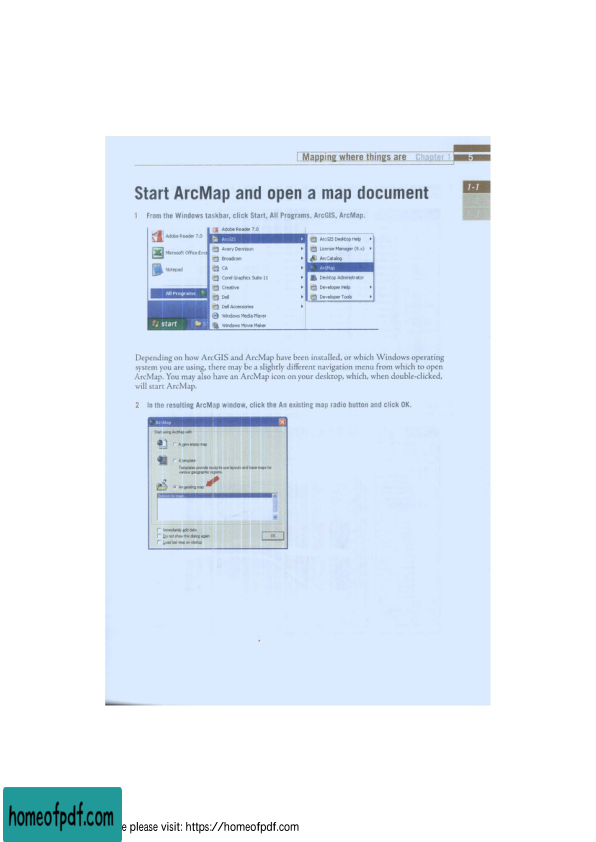 Mapping where things are Chapter 1 5
1-1
Start ArcMap and open a map document
1 From the Windows taskbar, click Start, All Programs, ArcGIS, ArcMap.
Adobe Reader 7.0
Microsoft Office Exce
Notepad
All Programs
start
Adobe Reader 7.0
ArcGIS
Avery Dennison
Broadcom
CA
Corel Graphics Suite 11
Creative
Dell
Dell Accessories
Windows Media Player
Windows Movie Maker
ArcGIS Desktop Help
License Manager (9.x)
ArcCatalog
ArcMap
Desktop Administrator
Developer Help
Developer Tools
Depending on how ArcGIS and ArcMap have been installed, or which Windows operating
system you are using, there may be a slightly different navigation menu from which to open
ArcMap. You may also have an ArcMap icon on your desktop, which, when double-clicked,
will start ArcMap.
2 In the resulting ArcMap window, click the An existing map radio button and click OK.
ArcMap
Start using ArcMap with
A new empty map
A template
Templates provide ready-to-use layouts and base maps for
various geographic regions
An existing map
Immediately add data
Do not show this dialog again
Load last map on startup
OK
homeofpdf.com
e please visit: https://homeofpdf.com